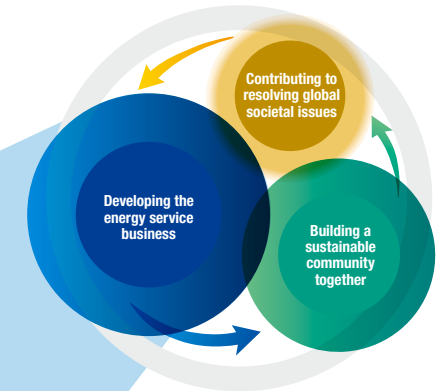 Contributing to
resolving global
societal issues
Developing the
energy service
business
Building a
sustainable
community
together